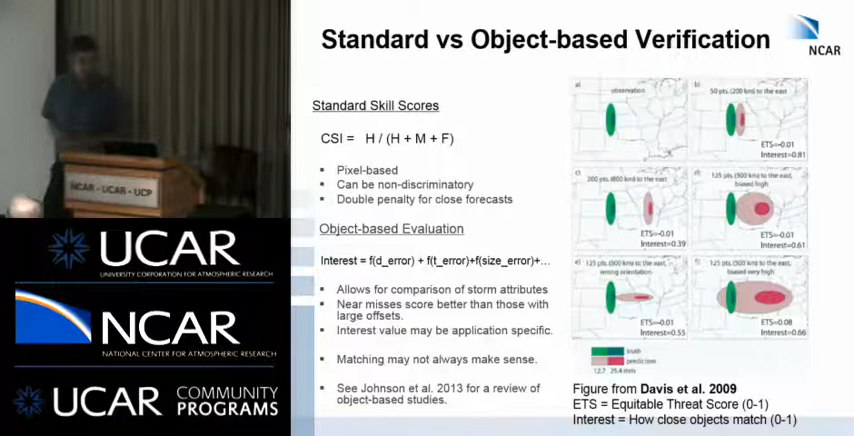 Standard vs Object-based Verification
NCAR
Standard Skill Scores
CSI = H / (H + M + F)
▪ Pixel-based
▪ Can be non-discriminatory
▪ Double penalty for close forecasts
Object-based Evaluation
Interest = f(d_error) + f(t_error)+f(size_error)+...
▪ Allows for comparison of storm attributes
▪ Near misses score better than those with
large offsets.
▪ Interest value may be application specific.
▪ Matching may not always make sense.
▪ See Johnson et al. 2013 for a review of
object-based studies.
a)
observation
b)
50 pts. (200 km) to the east
ETS=-0.01
Interest=0.81
c)
200 pts. (800 km) to the east
ETS=-0.01
Interest=0.39
125 pts. (500 km) to the east,
biased high
ETS=-0.01
Interest=0.61
e)
125 pts. (500 km) to the east,
wrong orientation
ETS=-0.01
Interest=0.55
125 pts. (500 km) to the east,
biased very high
ETS=0.08
Interest=0.66
truth
prediction
12.7 25.4 mm
Figure from Davis et al. 2009
ETS = Equitable Threat Score (0-1)
Interest = How close objects match (0-1)
NCAR - UCAR - UCP
UCAR
UNIVERSITY CORPORATION FOR ATMOSPHERIC RESEARCH
NCAR
NATIONAL CENTER FOR ATMOSPHERIC RESEARCH
UCAR COMMUNITY
PROGRAMS